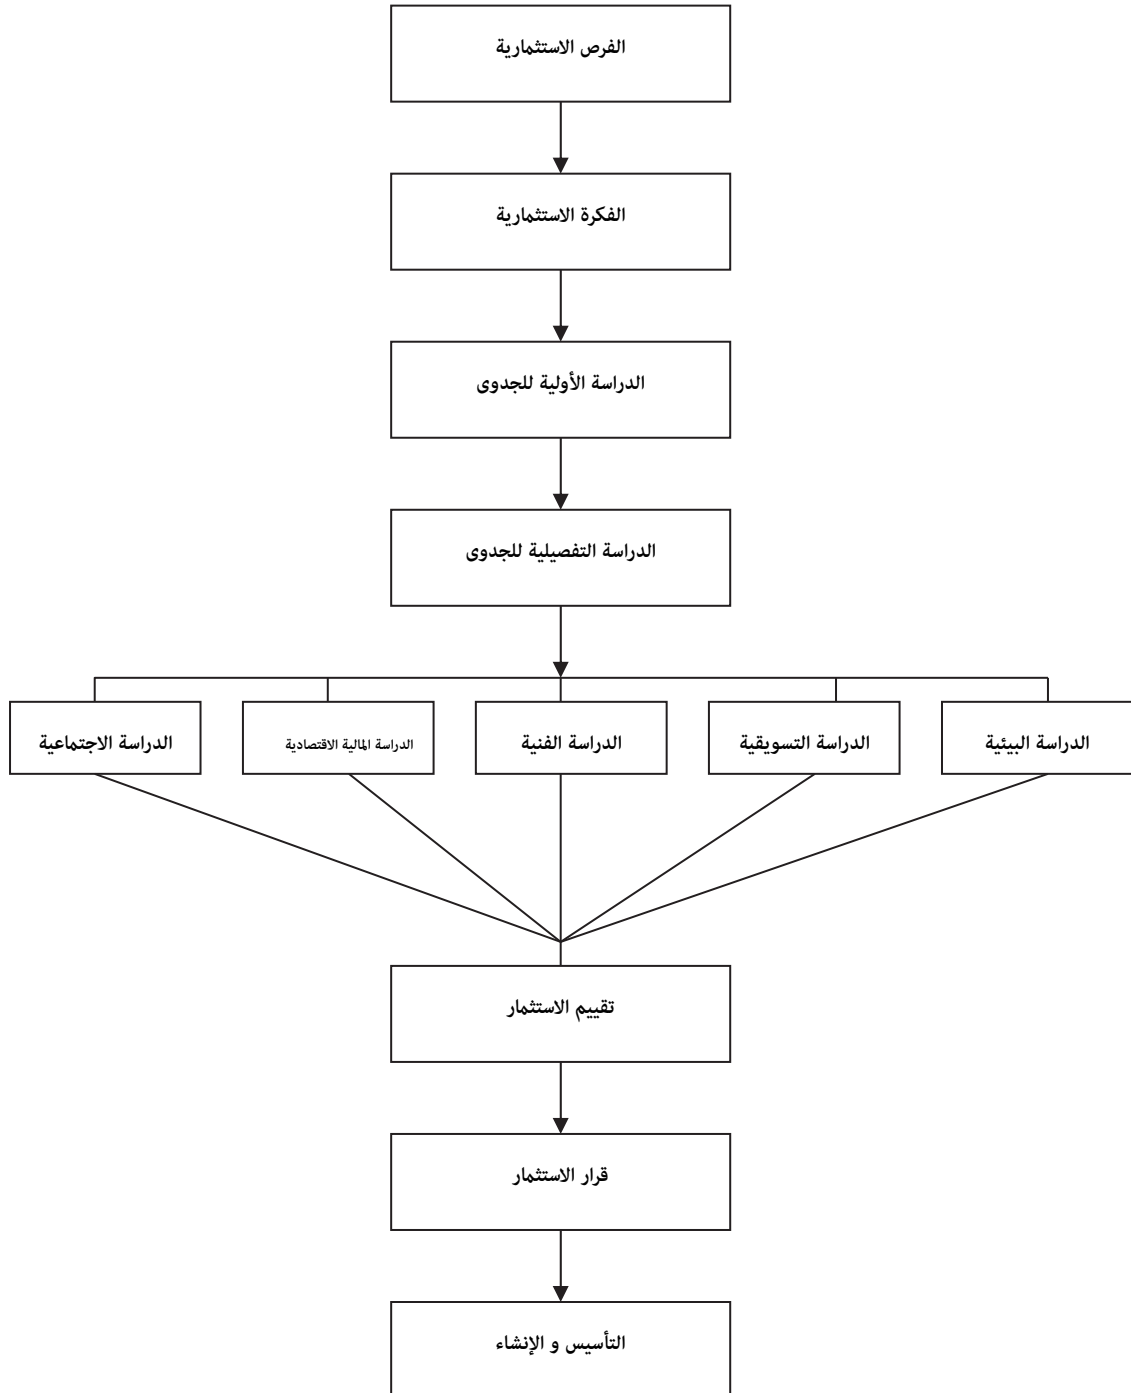 الفرص الاستثمارية
الفكرة الاستثمارية
الدراسة الأولية للجدوى
الدراسة التفصيلية للجدوى
الدراسة البيئية
الدراسة التسويقية
الدراسة الفنية
الدراسة المالية الاقتصادية
الدراسة الاجتماعية
تقييم الاستثمار
قرار الاستثمار
التأسيس و الإنشاء